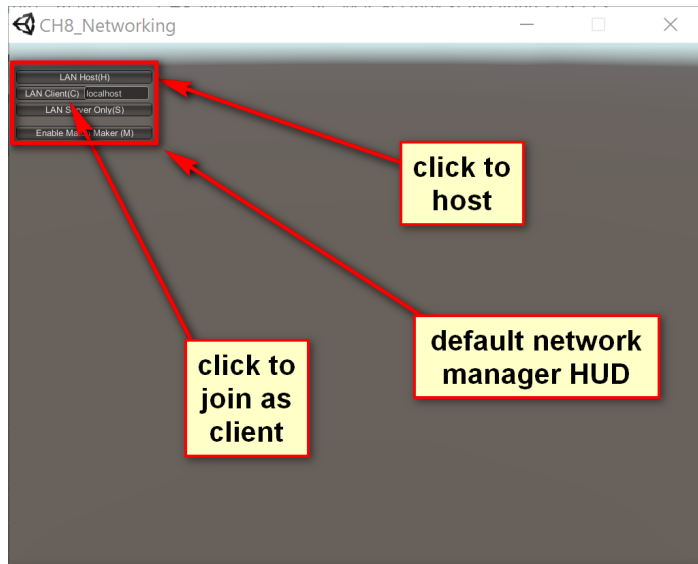 CH8_Networking
LAN Host(H)
LAN Client(C) localhost
LAN Server Only(S)
Enable Match Maker (M)
click to
host
default network
manager HUD
click to
join as
client